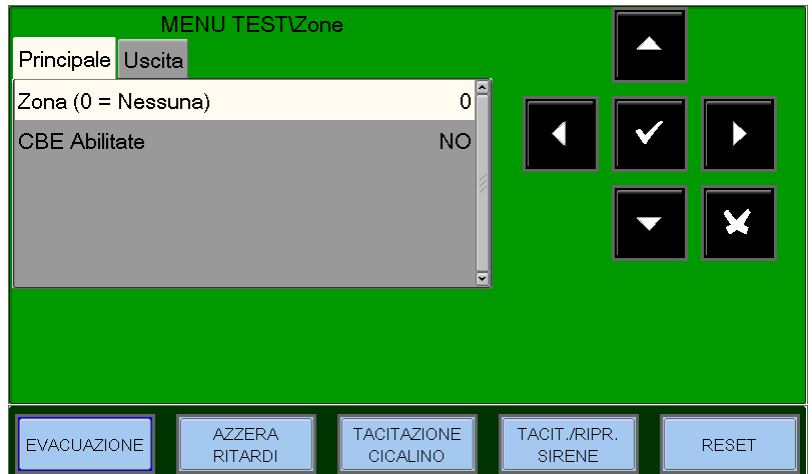 MENU TEST\Zone
Principale Uscita
Zona (0 = Nessuna) 0
CBE Abilitate NO
EVACUAZIONE
AZZERA
RITARDI
TACITAZIONE
CICALINO
TACIT./RIPR.
SIRENE
RESET